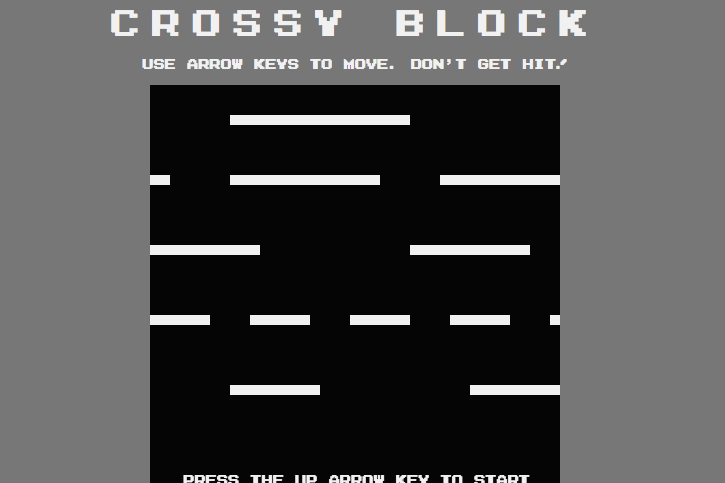 CROSSY BLOCK
USE ARROW KEYS TO MOVE. DON'T GET HIT!
PRESS THE UP ARROW KEY TO START